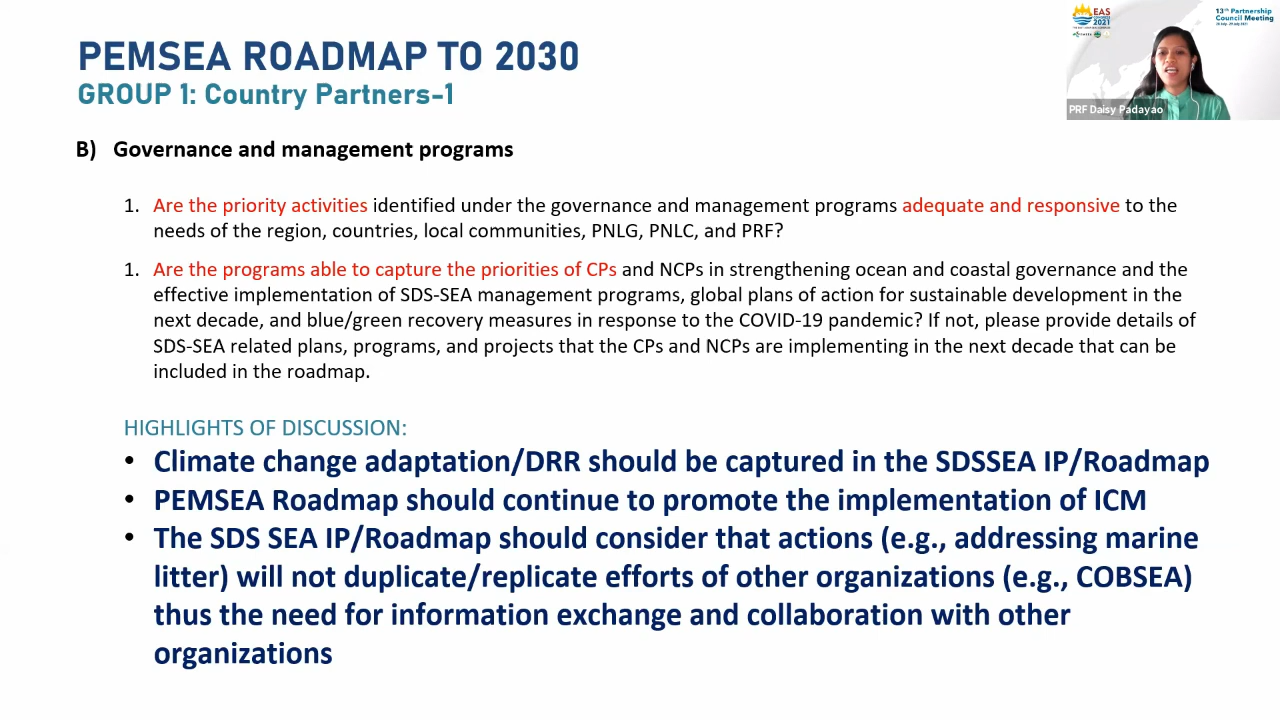 PEMSEA ROADMAP TO 2030
GROUP 1: Country Partners-1
EAS
2021
13th Partnership
Council Meeting
PRF Daisy Padayao
B) Governance and management programs
1. Are the priority activities identified under the governance and management programs adequate and responsive to the
needs of the region, countries, local communities, PNLG, PNLC, and PRF?
1. Are the programs able to capture the priorities of CPs and NCPs in strengthening ocean and coastal governance and the
effective implementation of SDS-SEA management programs, global plans of action for sustainable development in the
next decade, and blue/green recovery measures in response to the COVID-19 pandemic? If not, please provide details of
SDS-SEA related plans, programs, and projects that the CPs and NCPs are implementing in the next decade that can be
included in the roadmap.
HIGHLIGHTS OF DISCUSSION:
• Climate change adaptation/DRR should be captured in the SDSSEA IP/Roadmap
• PEMSEA Roadmap should continue to promote the implementation of ICM
• The SDS SEA IP/Roadmap should consider that actions (e.g., addressing marine
litter) will not duplicate/replicate efforts of other organizations (e.g., COBSEA)
thus the need for information exchange and collaboration with other
organizations